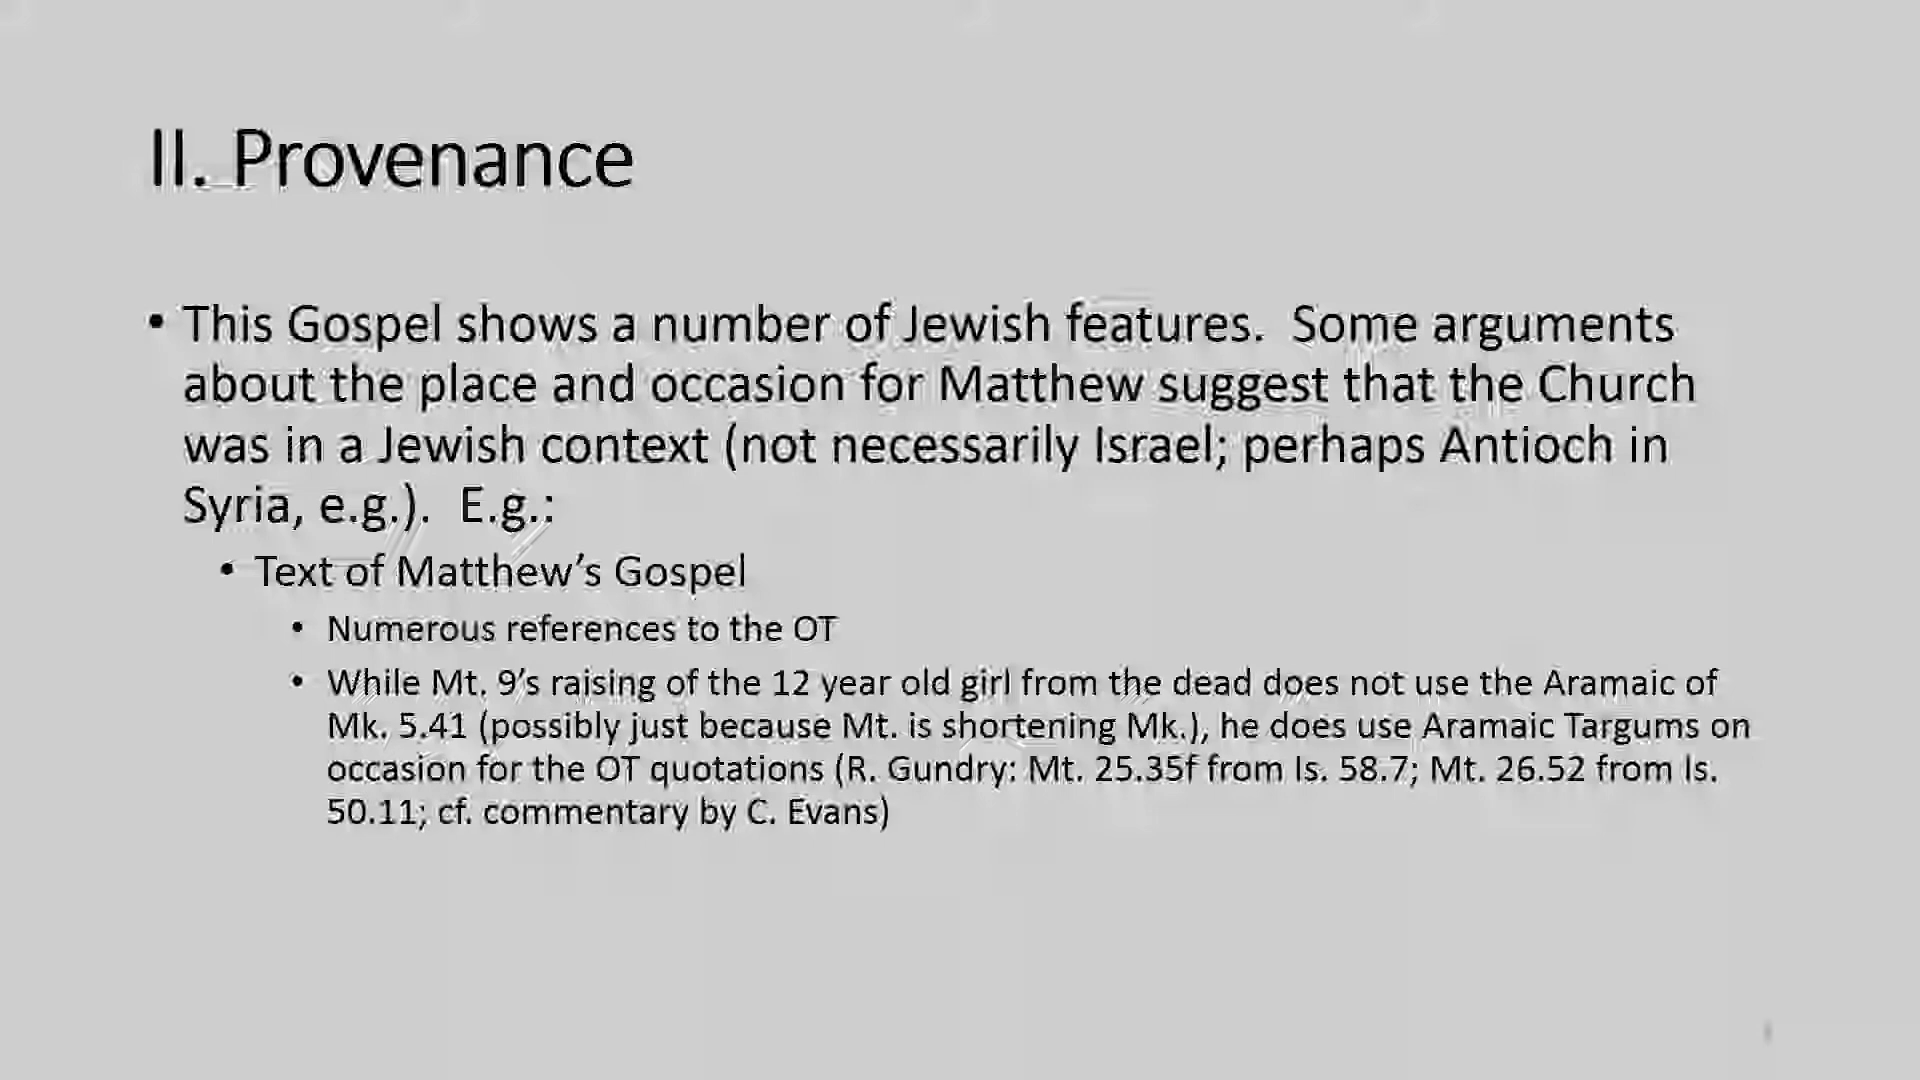 II. Provenance
• This Gospel shows a number of Jewish features.  Some arguments
about the place and occasion for Matthew suggest that the Church
was in a Jewish context (not necessarily Israel; perhaps Antioch in
Syria, e.g.).  E.g.:
• Text of Matthew’s Gospel
• Numerous references to the OT
• While Mt. 9’s raising of the 12 year old girl from the dead does not use the Aramaic of
Mk. 5.41 (possibly just because Mt. is shortening Mk.), he does use Aramaic Targums on
occasion for the OT quotations (R. Gundry: Mt. 25.35f from Is. 58.7; Mt. 26.52 from Is.
50.11; cf. commentary by C. Evans)